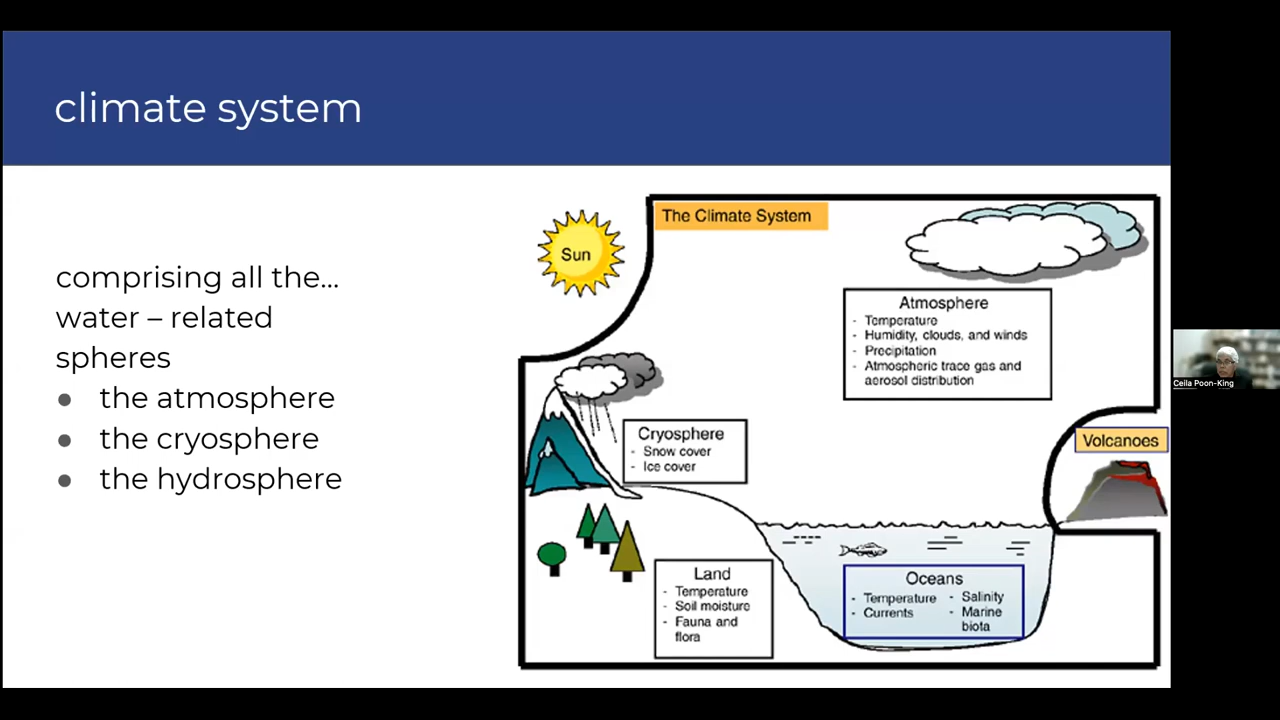 climate system
comprising all the...
water – related
spheres
● the atmosphere
● the cryosphere
● the hydrosphere
Sun
The Climate System
Atmosphere
- Temperature
- Humidity, clouds, and winds
- Precipitation
- Atmospheric trace gas and
aerosol distribution
Cryosphere
- Snow cover
- Ice cover
Volcanoes
Land
- Temperature
- Soil moisture
- Fauna and
flora
Oceans
- Temperature - Salinity
- Currents - Marine
biota
Ceila Poon-King